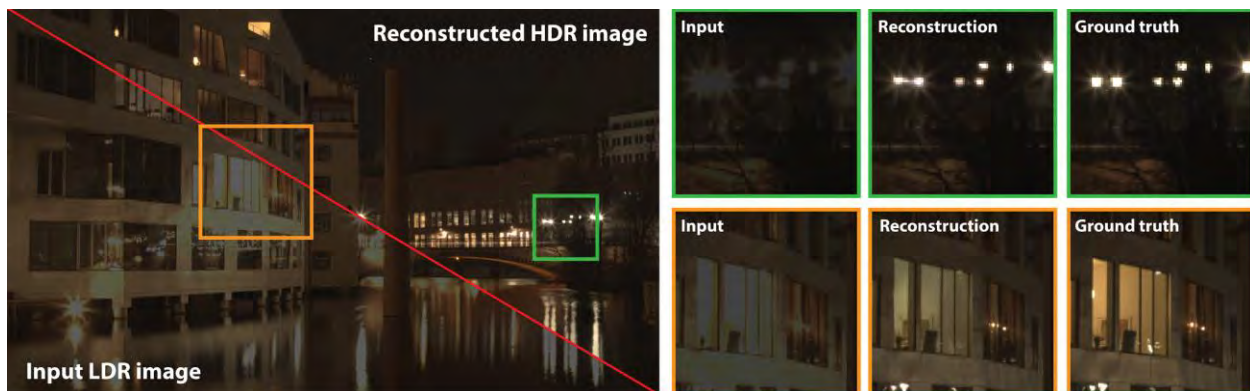 Reconstructed HDR image
Input LDR image
Input
Reconstruction
Ground truth
Input
Reconstruction
Ground truth